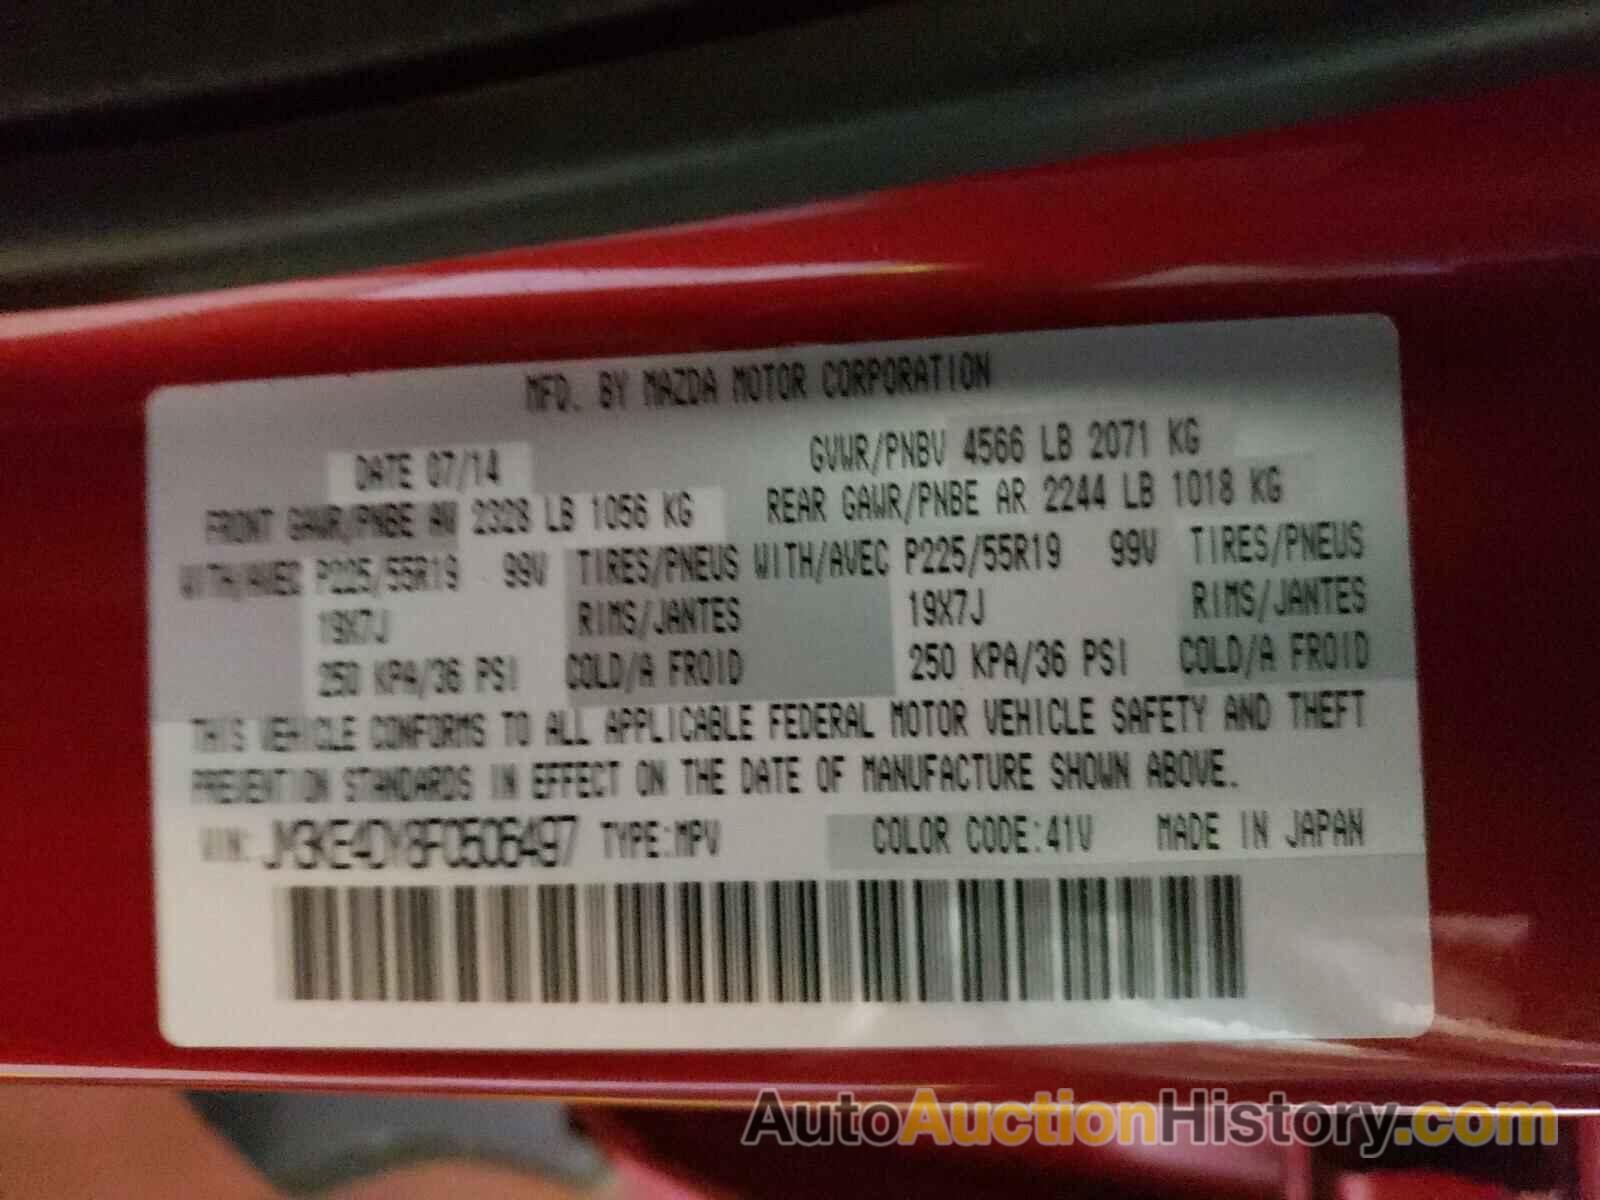 MFD. BY MAZDA MOTOR CORPORATION
DATE 07/14 GVWR/PNBV 4566 LB 2071 KG
FRONT GAWR/PNBE AV 2328 LB 1056 KG REAR GAWR/PNBE AR 2244 LB 1018 KG
WITH/AVEC P225/55R19 99V TIRES/PNEUS WITH/AVEC P225/55R19 99V TIRES/PNEUS
19X7J RIMS/JANTES 19X7J RIMS/JANTES
250 KPA/36 PSI COLD/A FROID 250 KPA/36 PSI COLD/A FROID
THIS VEHICLE CONFORMS TO ALL APPLICABLE FEDERAL MOTOR VEHICLE SAFETY AND THEFT
PREVENTION STANDARDS IN EFFECT ON THE DATE OF MANUFACTURE SHOWN ABOVE.
VIN: JM3KE4DY8F0506497 TYPE:MPV COLOR CODE:41V MADE IN JAPAN
AutoAuctionHistory.com